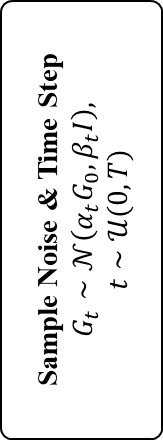 Sample Noise & Time Step
G_t ∼ 𝒩(α_t G_0, β_t I),
t ∼ 𝒰(0, T)